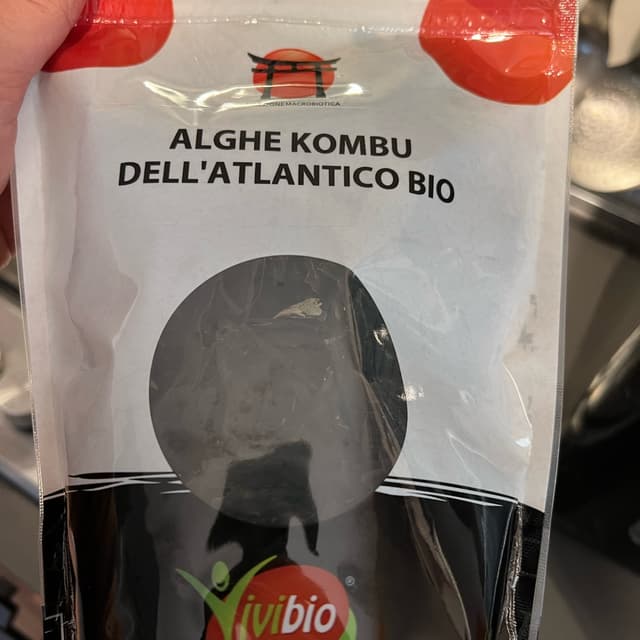 ALGHE KOMBU
DELL'ATLANTICO BIO
Vivibio
®